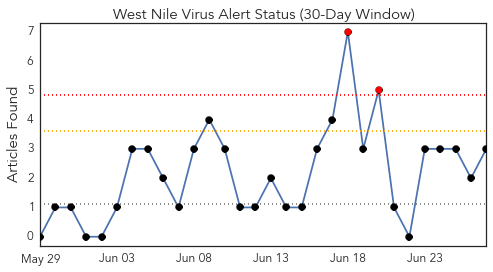 West Nile Virus Alert Status (30-Day Window)
Articles Found
7
6
5
4
3
2
1
0
May 29
Jun 03
Jun 08
Jun 13
Jun 18
Jun 23